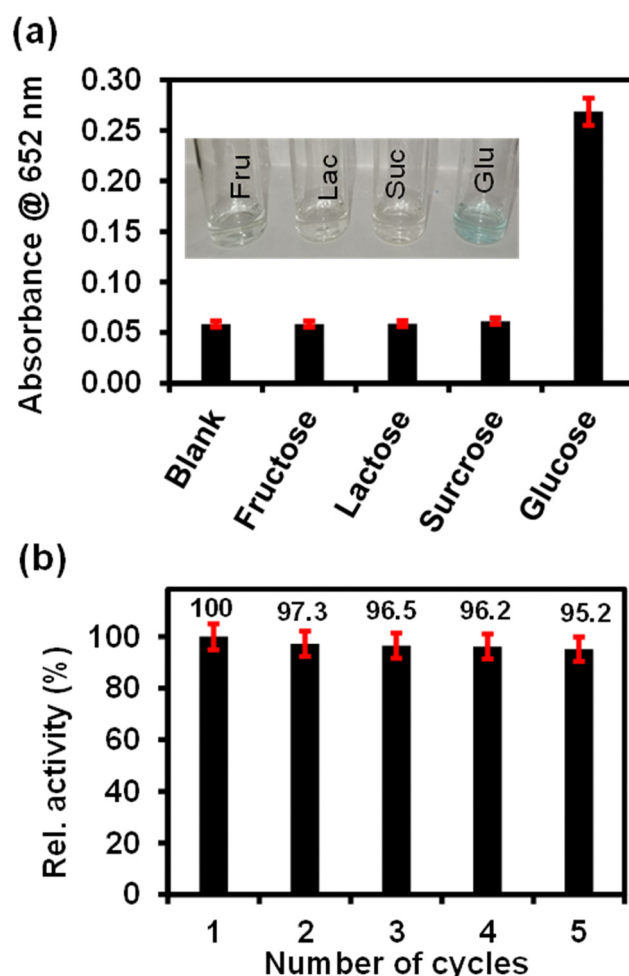 (a)
Absorbance @ 652 nm
0.30
0.25
0.20
0.15
0.10
0.05
0.00
Fru
Lac
Suc
Glu
Blank
Fructose
Lactose
Surcrose
Glucose
(b)
Rel. activity (%)
100
80
60
40
20
0
100
97.3
96.5
96.2
95.2
1 2 3 4 5
Number of cycles